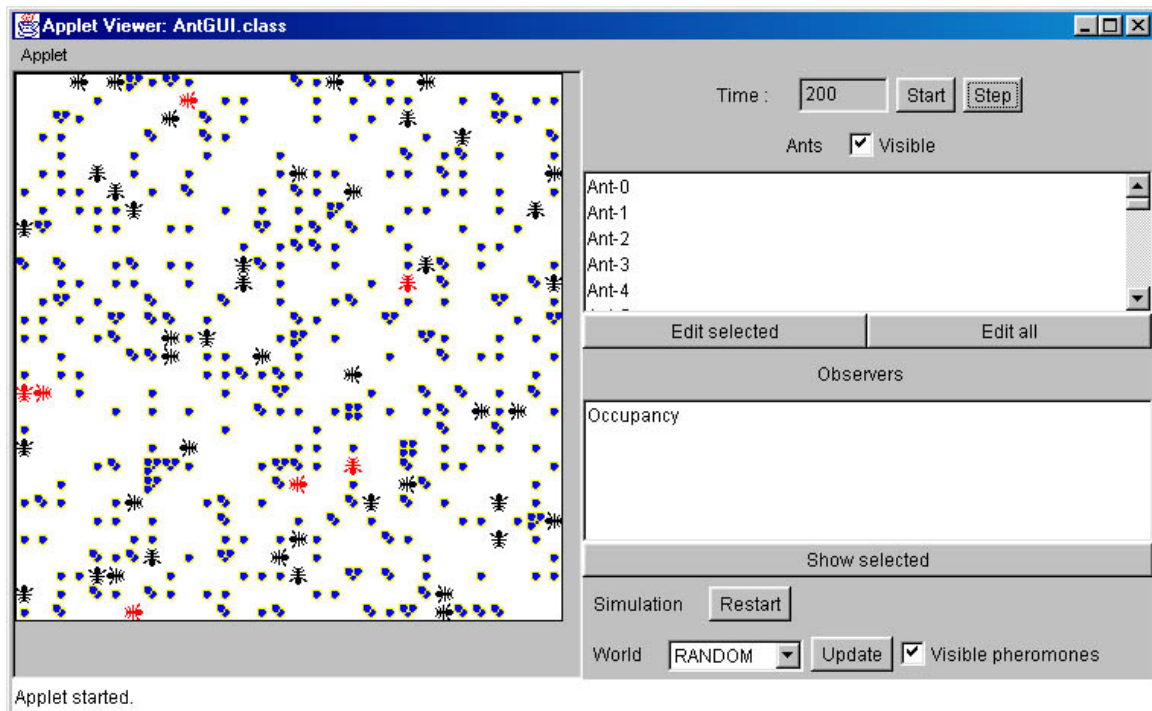 Applet Viewer: AntGUI.class
Applet
Time : 200 Start Step
Ants Visible
Ant-0
Ant-1
Ant-2
Ant-3
Ant-4
Edit selected Edit all
Observers
Occupancy
Show selected
Simulation Restart
World RANDOM Update Visible pheromones
Applet started.